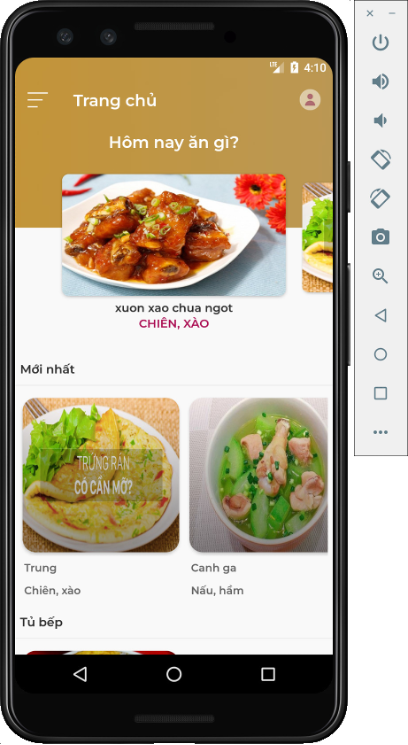 LTE 4:10
Trang chủ
Hôm nay ăn gì?
xuon xao chua ngot
CHIÊN, XÀO
Mới nhất
TRỨNG RÁN
CÓ CẦN MỠ?
Trung
Chiên, xào
Canh ga
Nấu, hầm
Tủ bếp